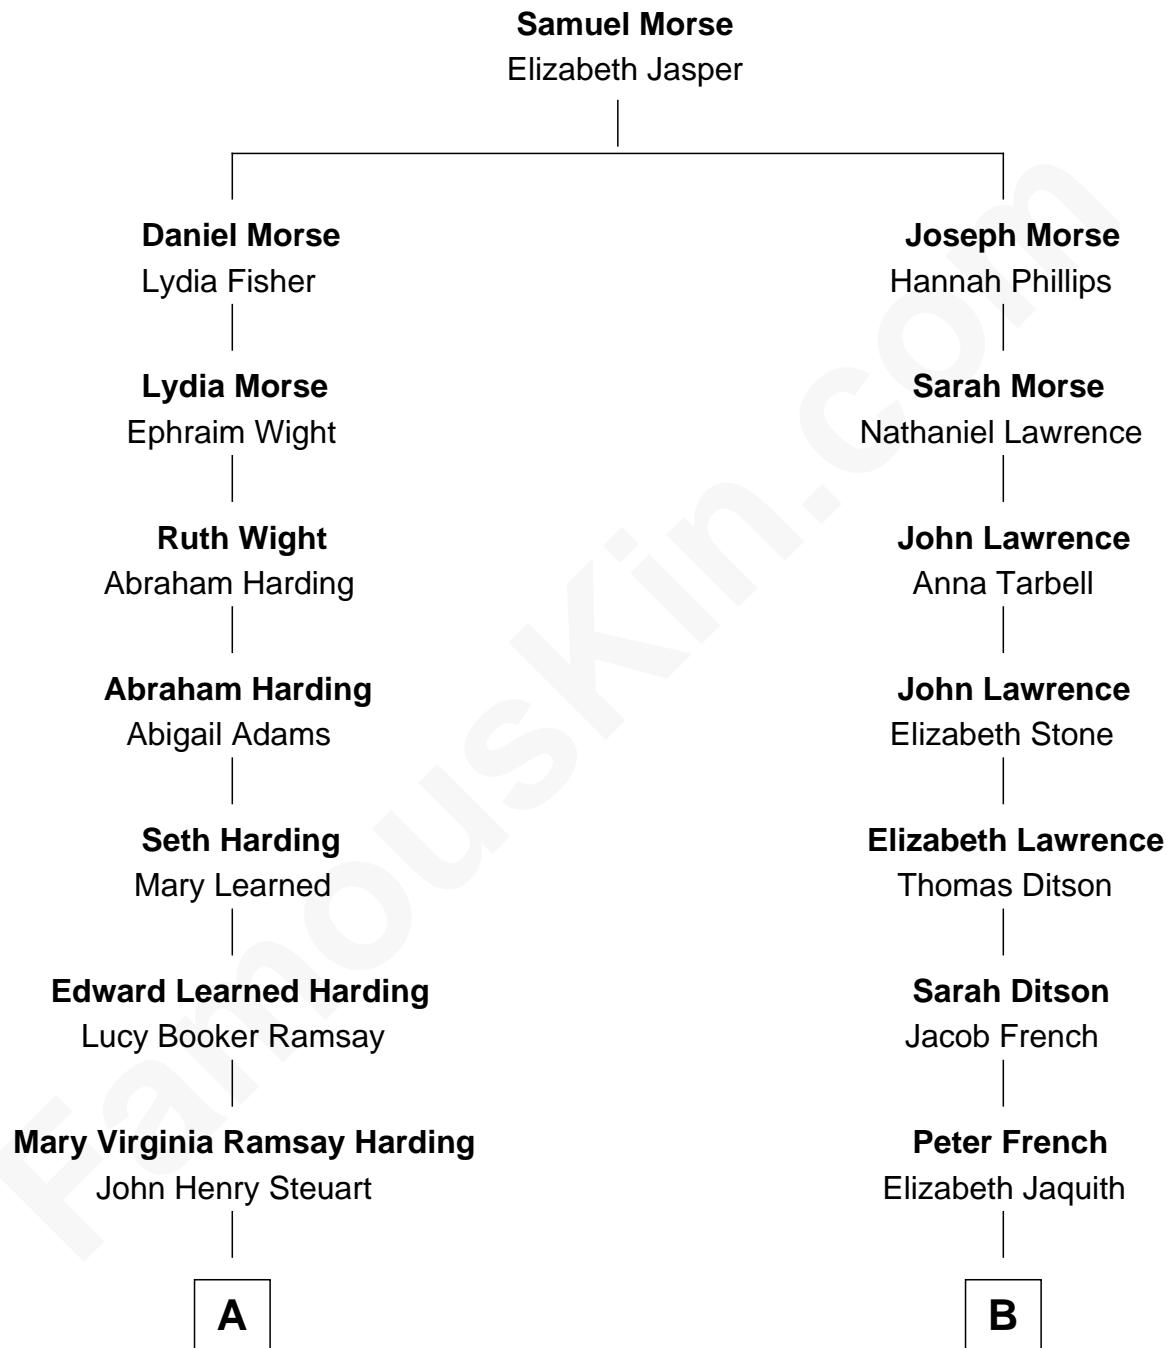 Samuel Morse
Elizabeth Jasper
Daniel Morse
Lydia Fisher
Joseph Morse
Hannah Phillips
Lydia Morse
Ephraim Wight
Sarah Morse
Nathaniel Lawrence
Ruth Wight
Abraham Harding
John Lawrence
Anna Tarbell
Abraham Harding
Abigail Adams
John Lawrence
Elizabeth Stone
Seth Harding
Mary Learned
Elizabeth Lawrence
Thomas Ditson
Edward Learned Harding
Lucy Booker Ramsay
Sarah Ditson
Jacob French
Mary Virginia Ramsay Harding
John Henry Steuart
Peter French
Elizabeth Jaquith
A
B
FamousKin.com